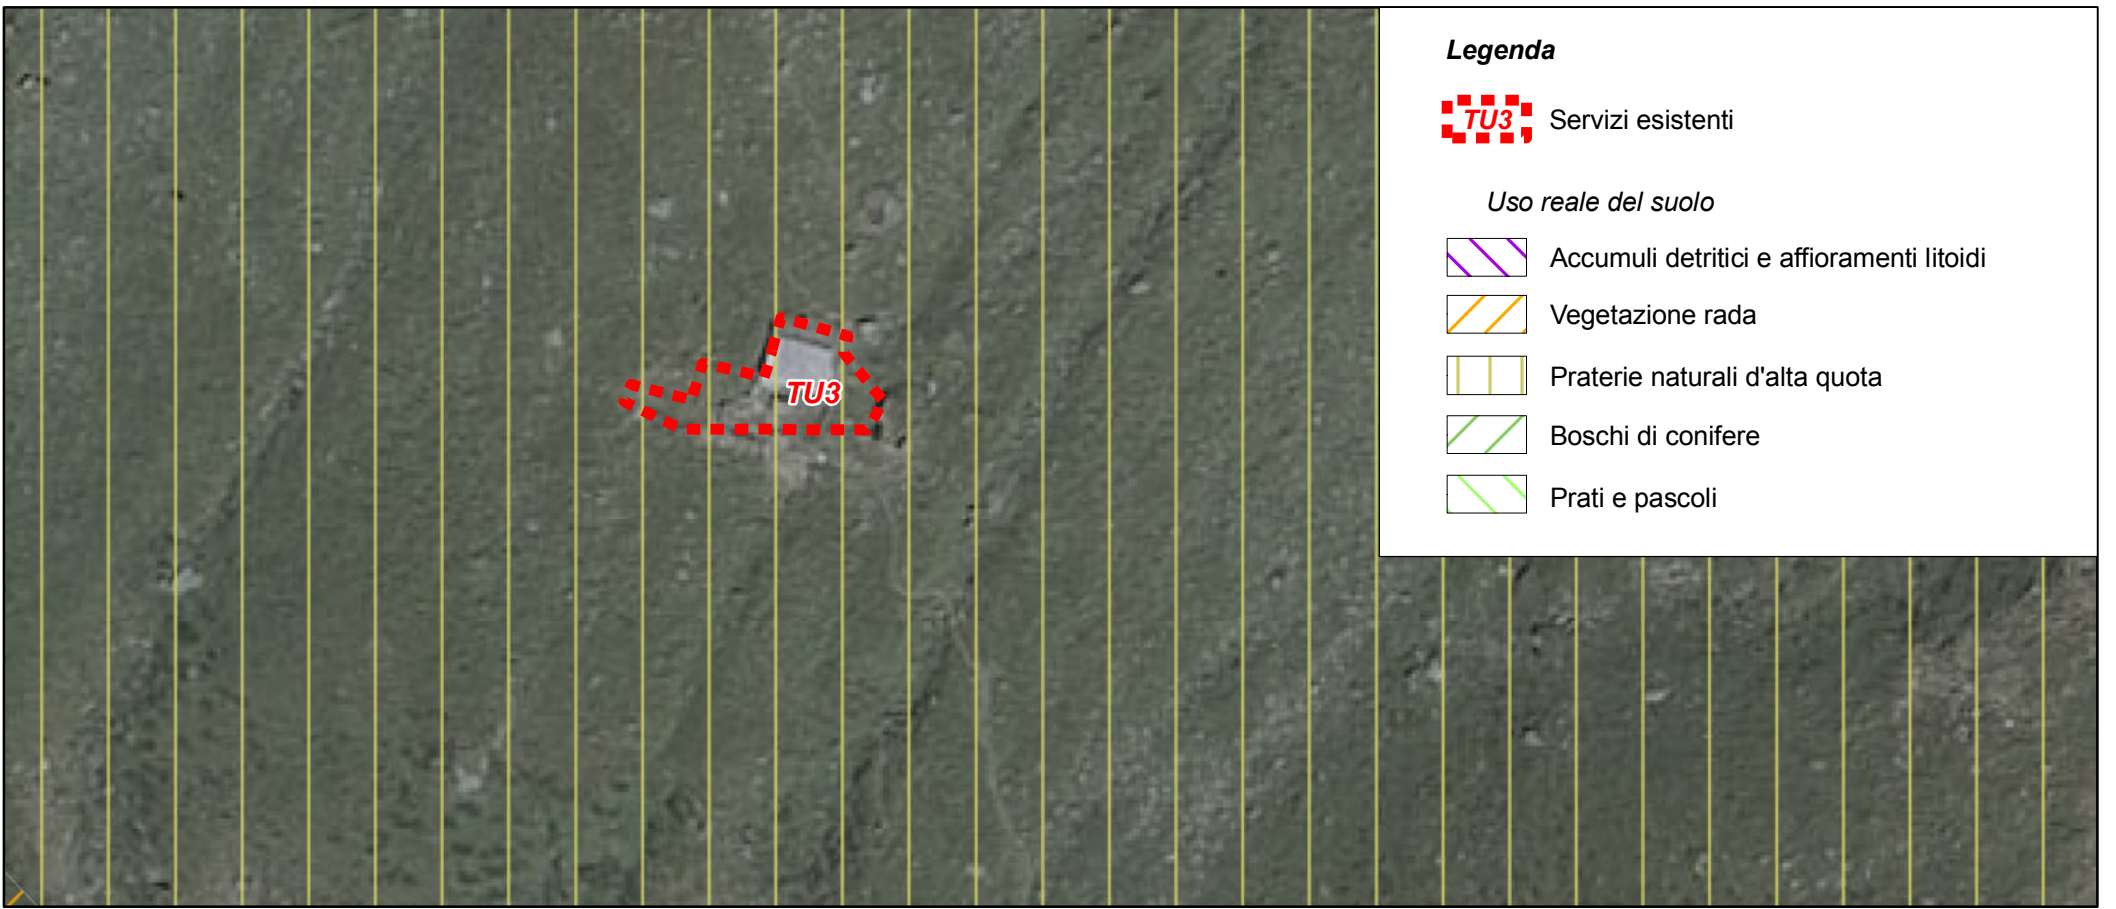 Legenda
TU3 Servizi esistenti
Uso reale del suolo
Accumuli detritici e affioramenti litoidi
Vegetazione rada
Praterie naturali d'alta quota
TU3
Boschi di conifere
Prati e pascoli